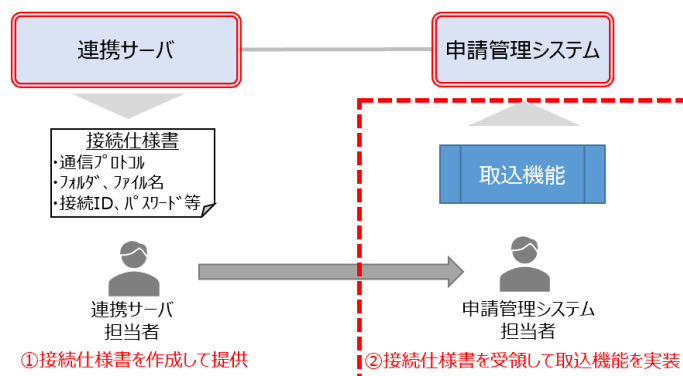 連携サーバ
申請管理システム
接続仕様書
・通信ﾌﾟﾛﾄｺﾙ
・ﾌｫﾙﾀﾞ、ﾌｧｲﾙ名
・接続ID、ﾊﾟｽﾜｰﾄﾞ等
取込機能
連携サーバ
担当者
申請管理システム
担当者
①接続仕様書を作成して提供
②接続仕様書を受領して取込機能を実装